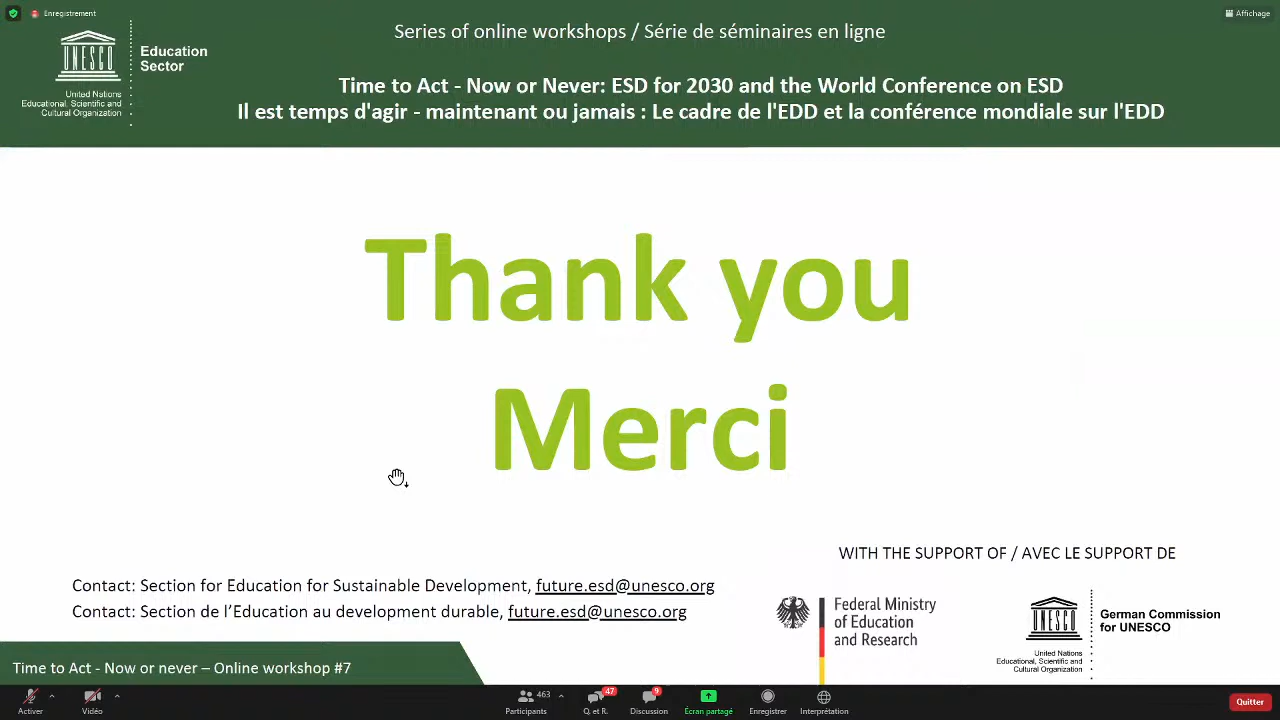 Enregistrement
Affichage
Series of online workshops / Série de séminaires en ligne
UNESCO
Education
Sector
United Nations
Educational, Scientific and
Cultural Organization
Time to Act - Now or Never: ESD for 2030 and the World Conference on ESD
Il est temps d'agir - maintenant ou jamais : Le cadre de l'EDD et la conférence mondiale sur l'EDD
Thank you
Merci
WITH THE SUPPORT OF / AVEC LE SUPPORT DE
Contact: Section for Education for Sustainable Development, future.esd@unesco.org
Contact: Section de l’Education au development durable, future.esd@unesco.org
Federal Ministry
of Education
and Research
UNESCO
United Nations
Educational, Scientific and
Cultural Organization
German Commission
for UNESCO
Time to Act - Now or never – Online workshop #7
463
47
9
Activer
Vidéo
Participants
Q. et R.
Discussion
Écran partagé
Enregistrer
Interprétation
Quitter